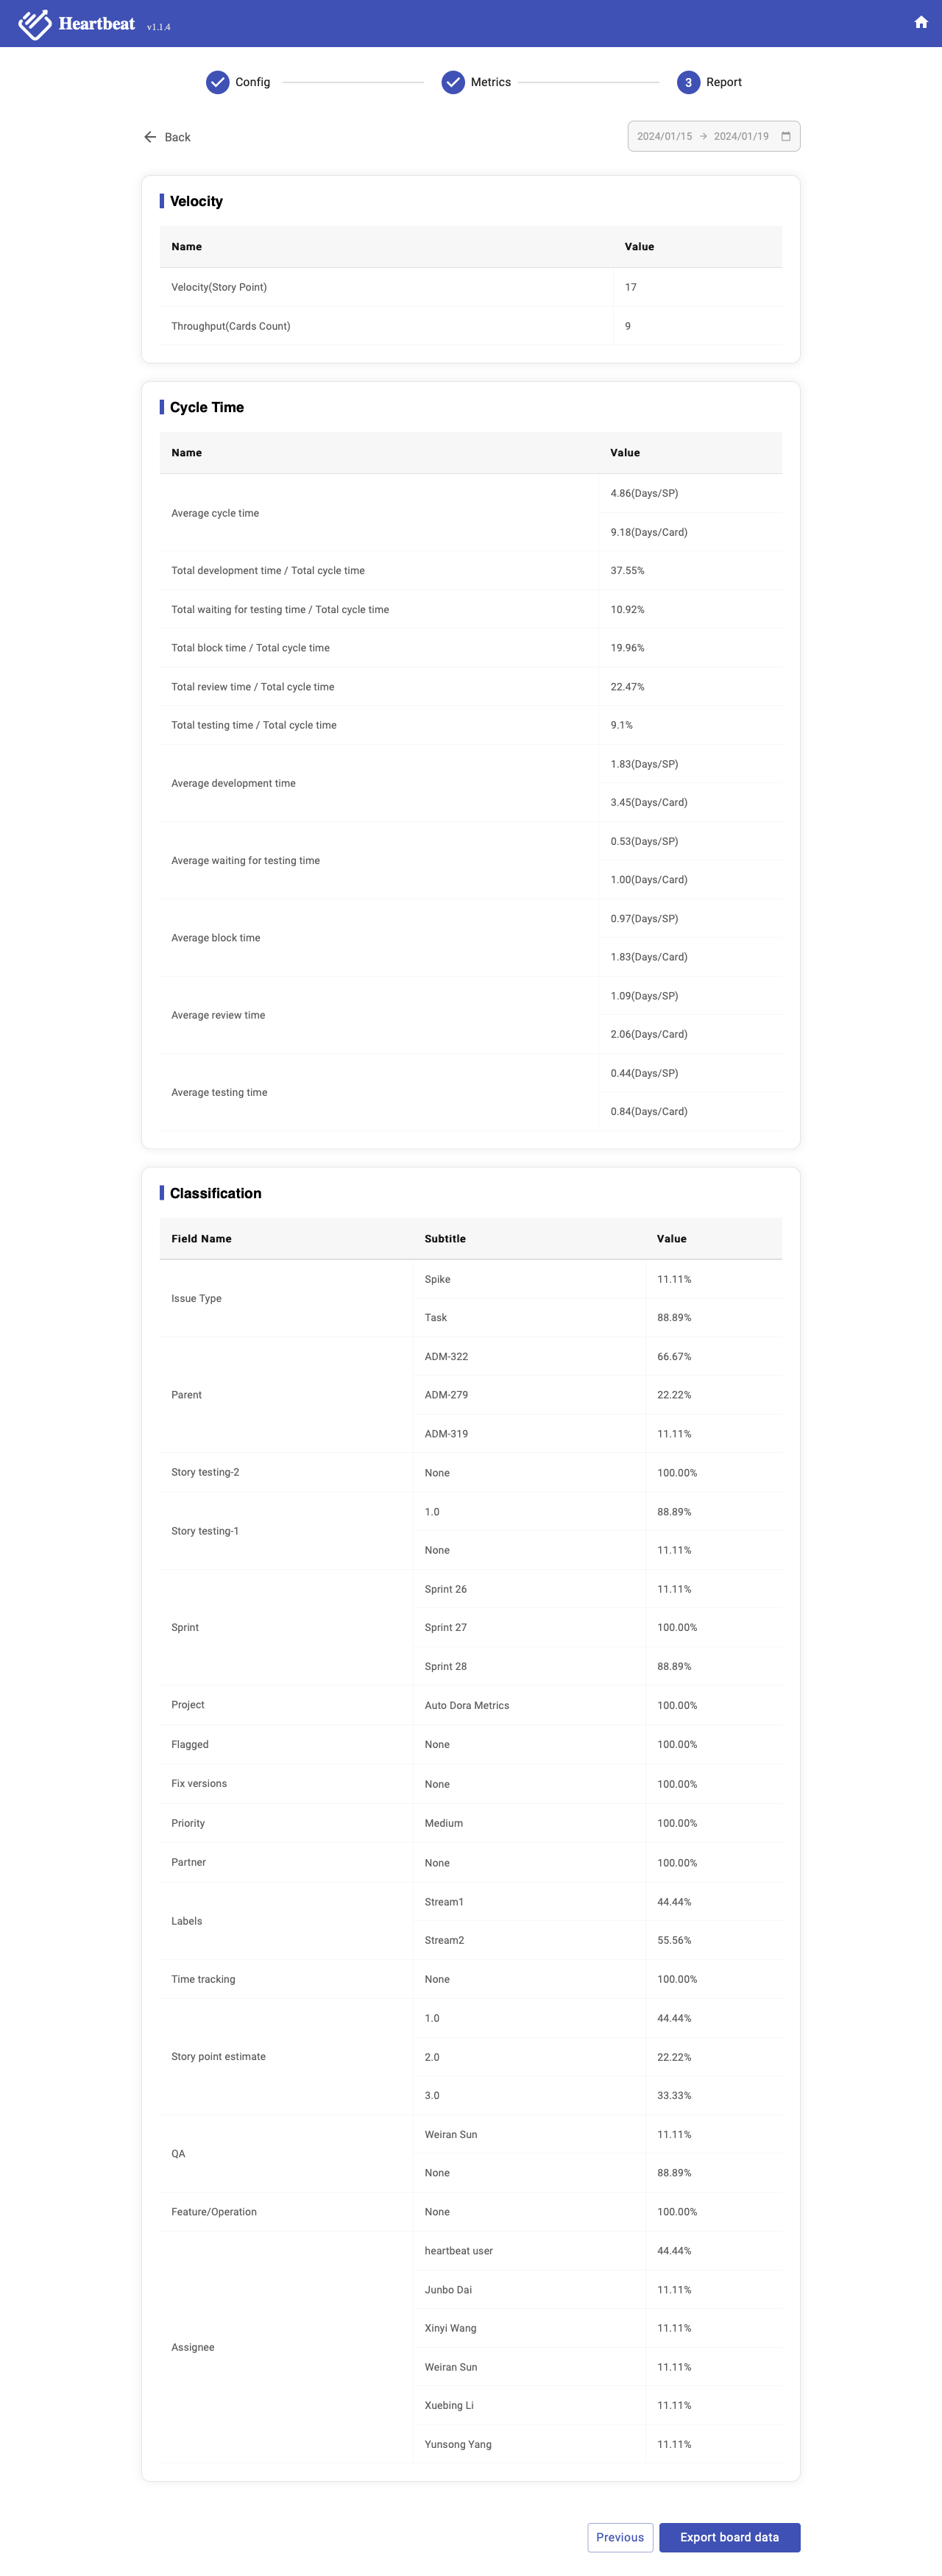 Heartbeat v1.1.4
Config Metrics 3 Report
Back 2024/01/15 → 2024/01/19
Velocity
Name Value
Velocity(Story Point) 17
Throughput(Cards Count) 9
Cycle Time
Name Value
Average cycle time 4.86(Days/SP)
9.18(Days/Card)
Total development time / Total cycle time 37.55%
Total waiting for testing time / Total cycle time 10.92%
Total block time / Total cycle time 19.96%
Total review time / Total cycle time 22.47%
Total testing time / Total cycle time 9.1%
Average development time 1.83(Days/SP)
3.45(Days/Card)
Average waiting for testing time 0.53(Days/SP)
1.00(Days/Card)
Average block time 0.97(Days/SP)
1.83(Days/Card)
Average review time 1.09(Days/SP)
2.06(Days/Card)
Average testing time 0.44(Days/SP)
0.84(Days/Card)
Classification
Field Name Subtitle Value
Issue Type Spike 11.11%
Task 88.89%
Parent ADM-322 66.67%
ADM-279 22.22%
ADM-319 11.11%
Story testing-2 None 100.00%
Story testing-1 1.0 88.89%
None 11.11%
Sprint Sprint 26 11.11%
Sprint 27 100.00%
Sprint 28 88.89%
Project Auto Dora Metrics 100.00%
Flagged None 100.00%
Fix versions None 100.00%
Priority Medium 100.00%
Partner None 100.00%
Labels Stream1 44.44%
Stream2 55.56%
Time tracking None 100.00%
Story point estimate 1.0 44.44%
2.0 22.22%
3.0 33.33%
QA Weiran Sun 11.11%
None 88.89%
Feature/Operation None 100.00%
Assignee heartbeat user 44.44%
Junbo Dai 11.11%
Xinyi Wang 11.11%
Weiran Sun 11.11%
Xuebing Li 11.11%
Yunsong Yang 11.11%
Previous Export board data